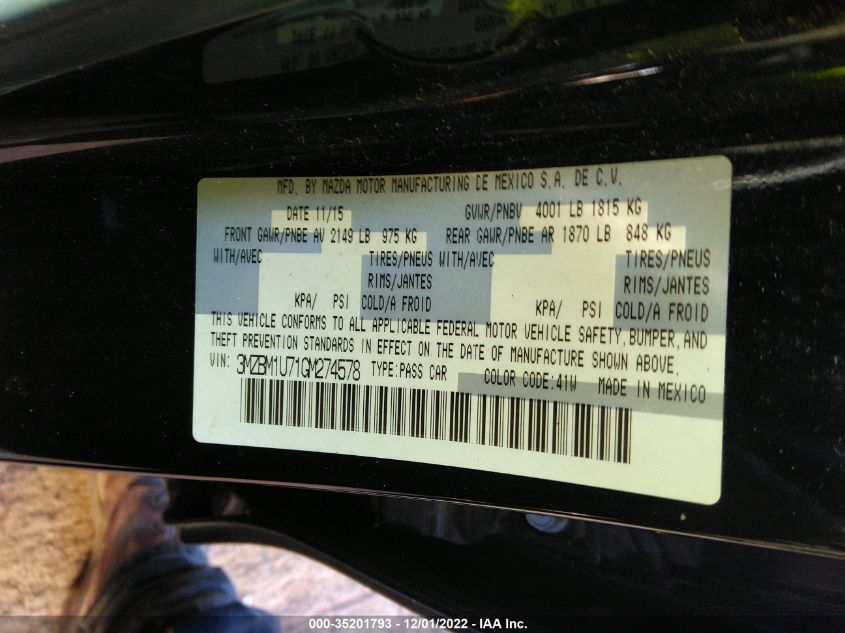 MFD. BY MAZDA MOTOR MANUFACTURING DE MEXICO S.A. DE C.V.
DATE 11/15 GVWR/PNBV 4001 LB 1815 KG
FRONT GAWR/PNBE AV 2149 LB 975 KG REAR GAWR/PNBE AR 1870 LB 848 KG
WITH/AVEC TIRES/PNEUS WITH/AVEC TIRES/PNEUS
RIMS/JANTES RIMS/JANTES
KPA/ PSI COLD/A FROID KPA/ PSI COLD/A FROID
THIS VEHICLE CONFORMS TO ALL APPLICABLE FEDERAL MOTOR VEHICLE SAFETY, BUMPER, AND
THEFT PREVENTION STANDARDS IN EFFECT ON THE DATE OF MANUFACTURE SHOWN ABOVE.
VIN: 3MZBM1U71GM274578 TYPE:PASS CAR COLOR CODE:41W MADE IN MEXICO
000-35201793 - 12/01/2022 - IAA Inc.